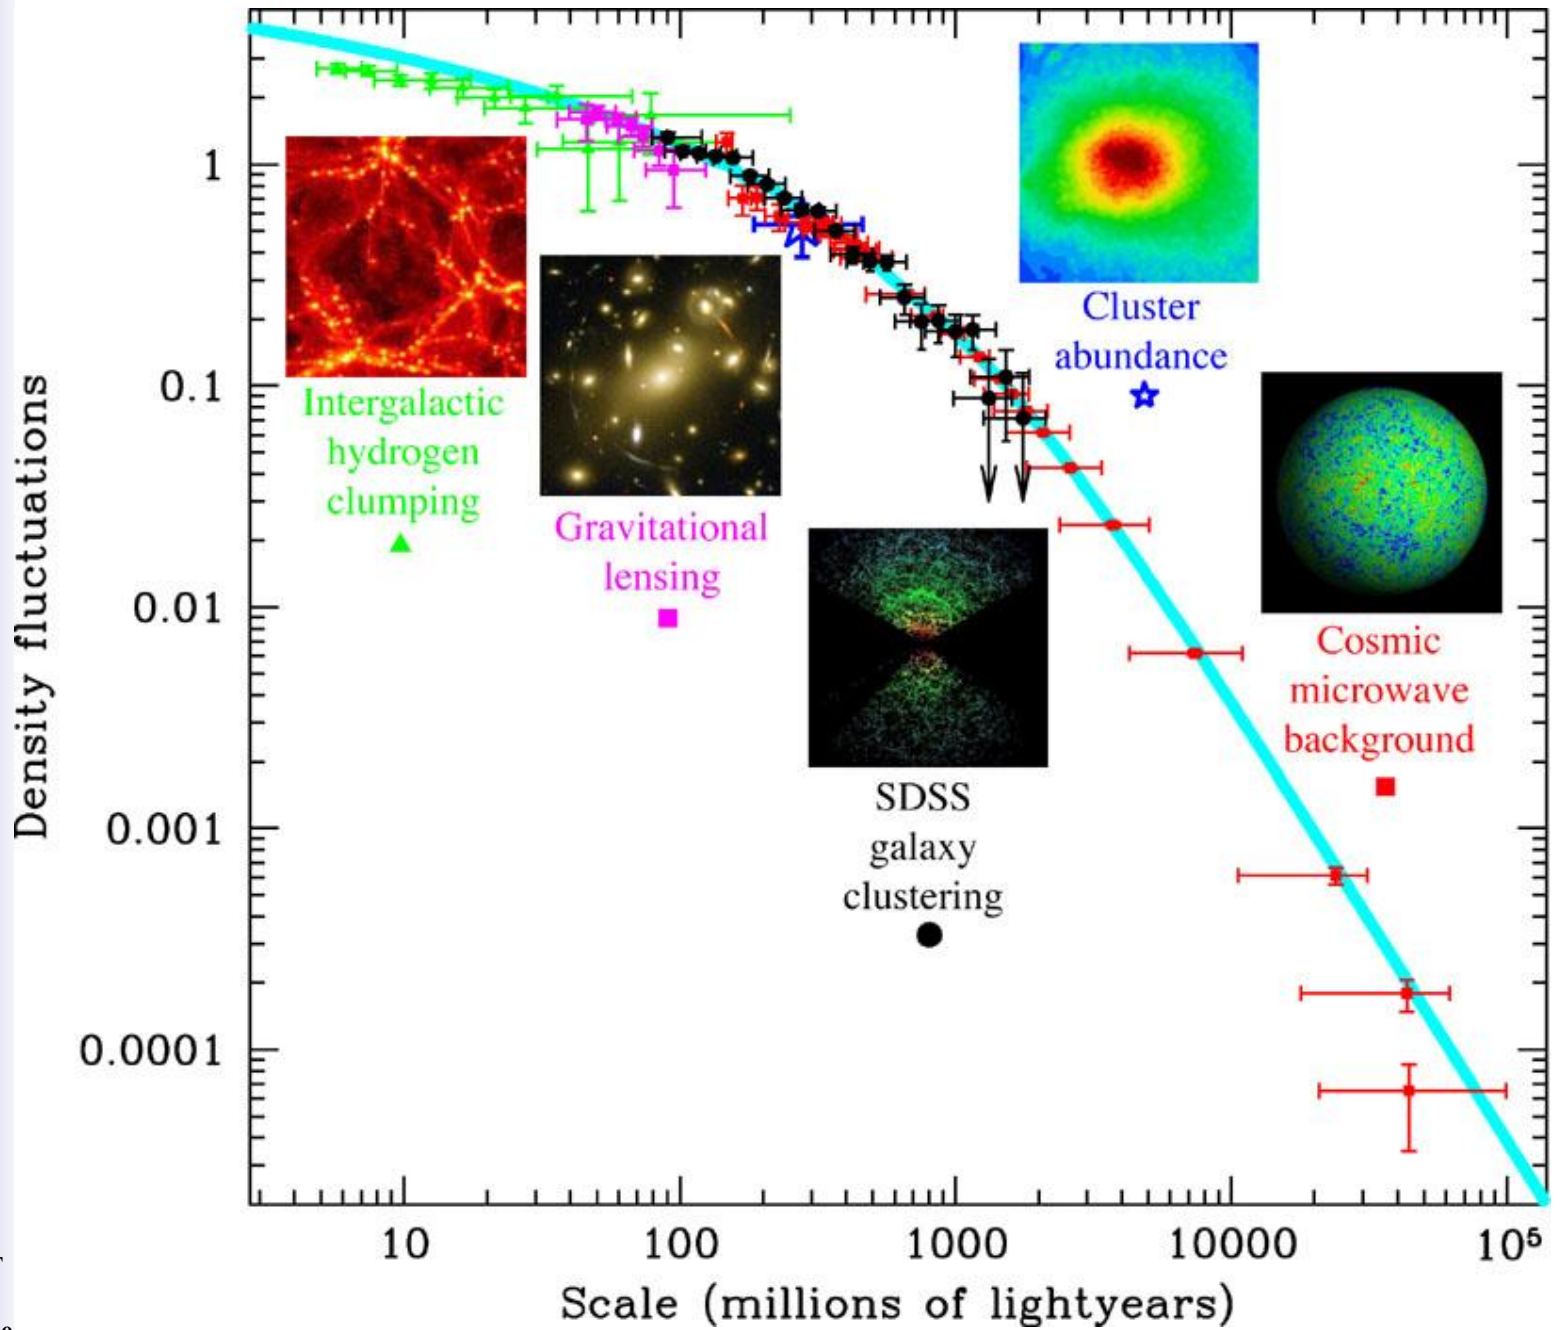 1
0.1
0.01
0.001
0.0001
Density fluctuations
Intergalactic
hydrogen
clumping
Gravitational
lensing
SDSS
galaxy
clustering
Cluster
abundance
Cosmic
microwave
background
10
100
1000
10000
10⁵
Scale (millions of lightyears)